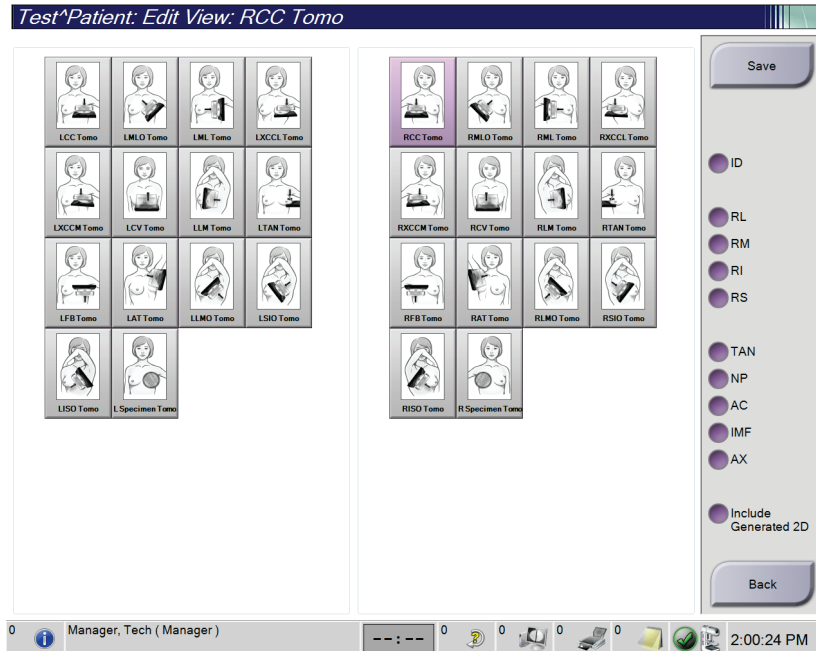 Test^Patient: Edit View: RCC Tomo
LCC Tomo
LMLO Tomo
LML Tomo
LXCCL Tomo
LXCCM Tomo
LCV Tomo
LLM Tomo
LTAN Tomo
LFB Tomo
LAT Tomo
LLMO Tomo
LSIO Tomo
LISO Tomo
L Specimen Tomo
RCC Tomo
RMLO Tomo
RML Tomo
RXCCL Tomo
RXCCM Tomo
RCV Tomo
RLM Tomo
RTAN Tomo
RFB Tomo
RAT Tomo
RLMO Tomo
RSIO Tomo
RISO Tomo
R Specimen Tomo
Save
ID
RL
RM
RI
RS
TAN
NP
AC
IMF
AX
Include
Generated 2D
Back
0
Manager, Tech ( Manager )
--:--
0
0
0
0
2:00:24 PM